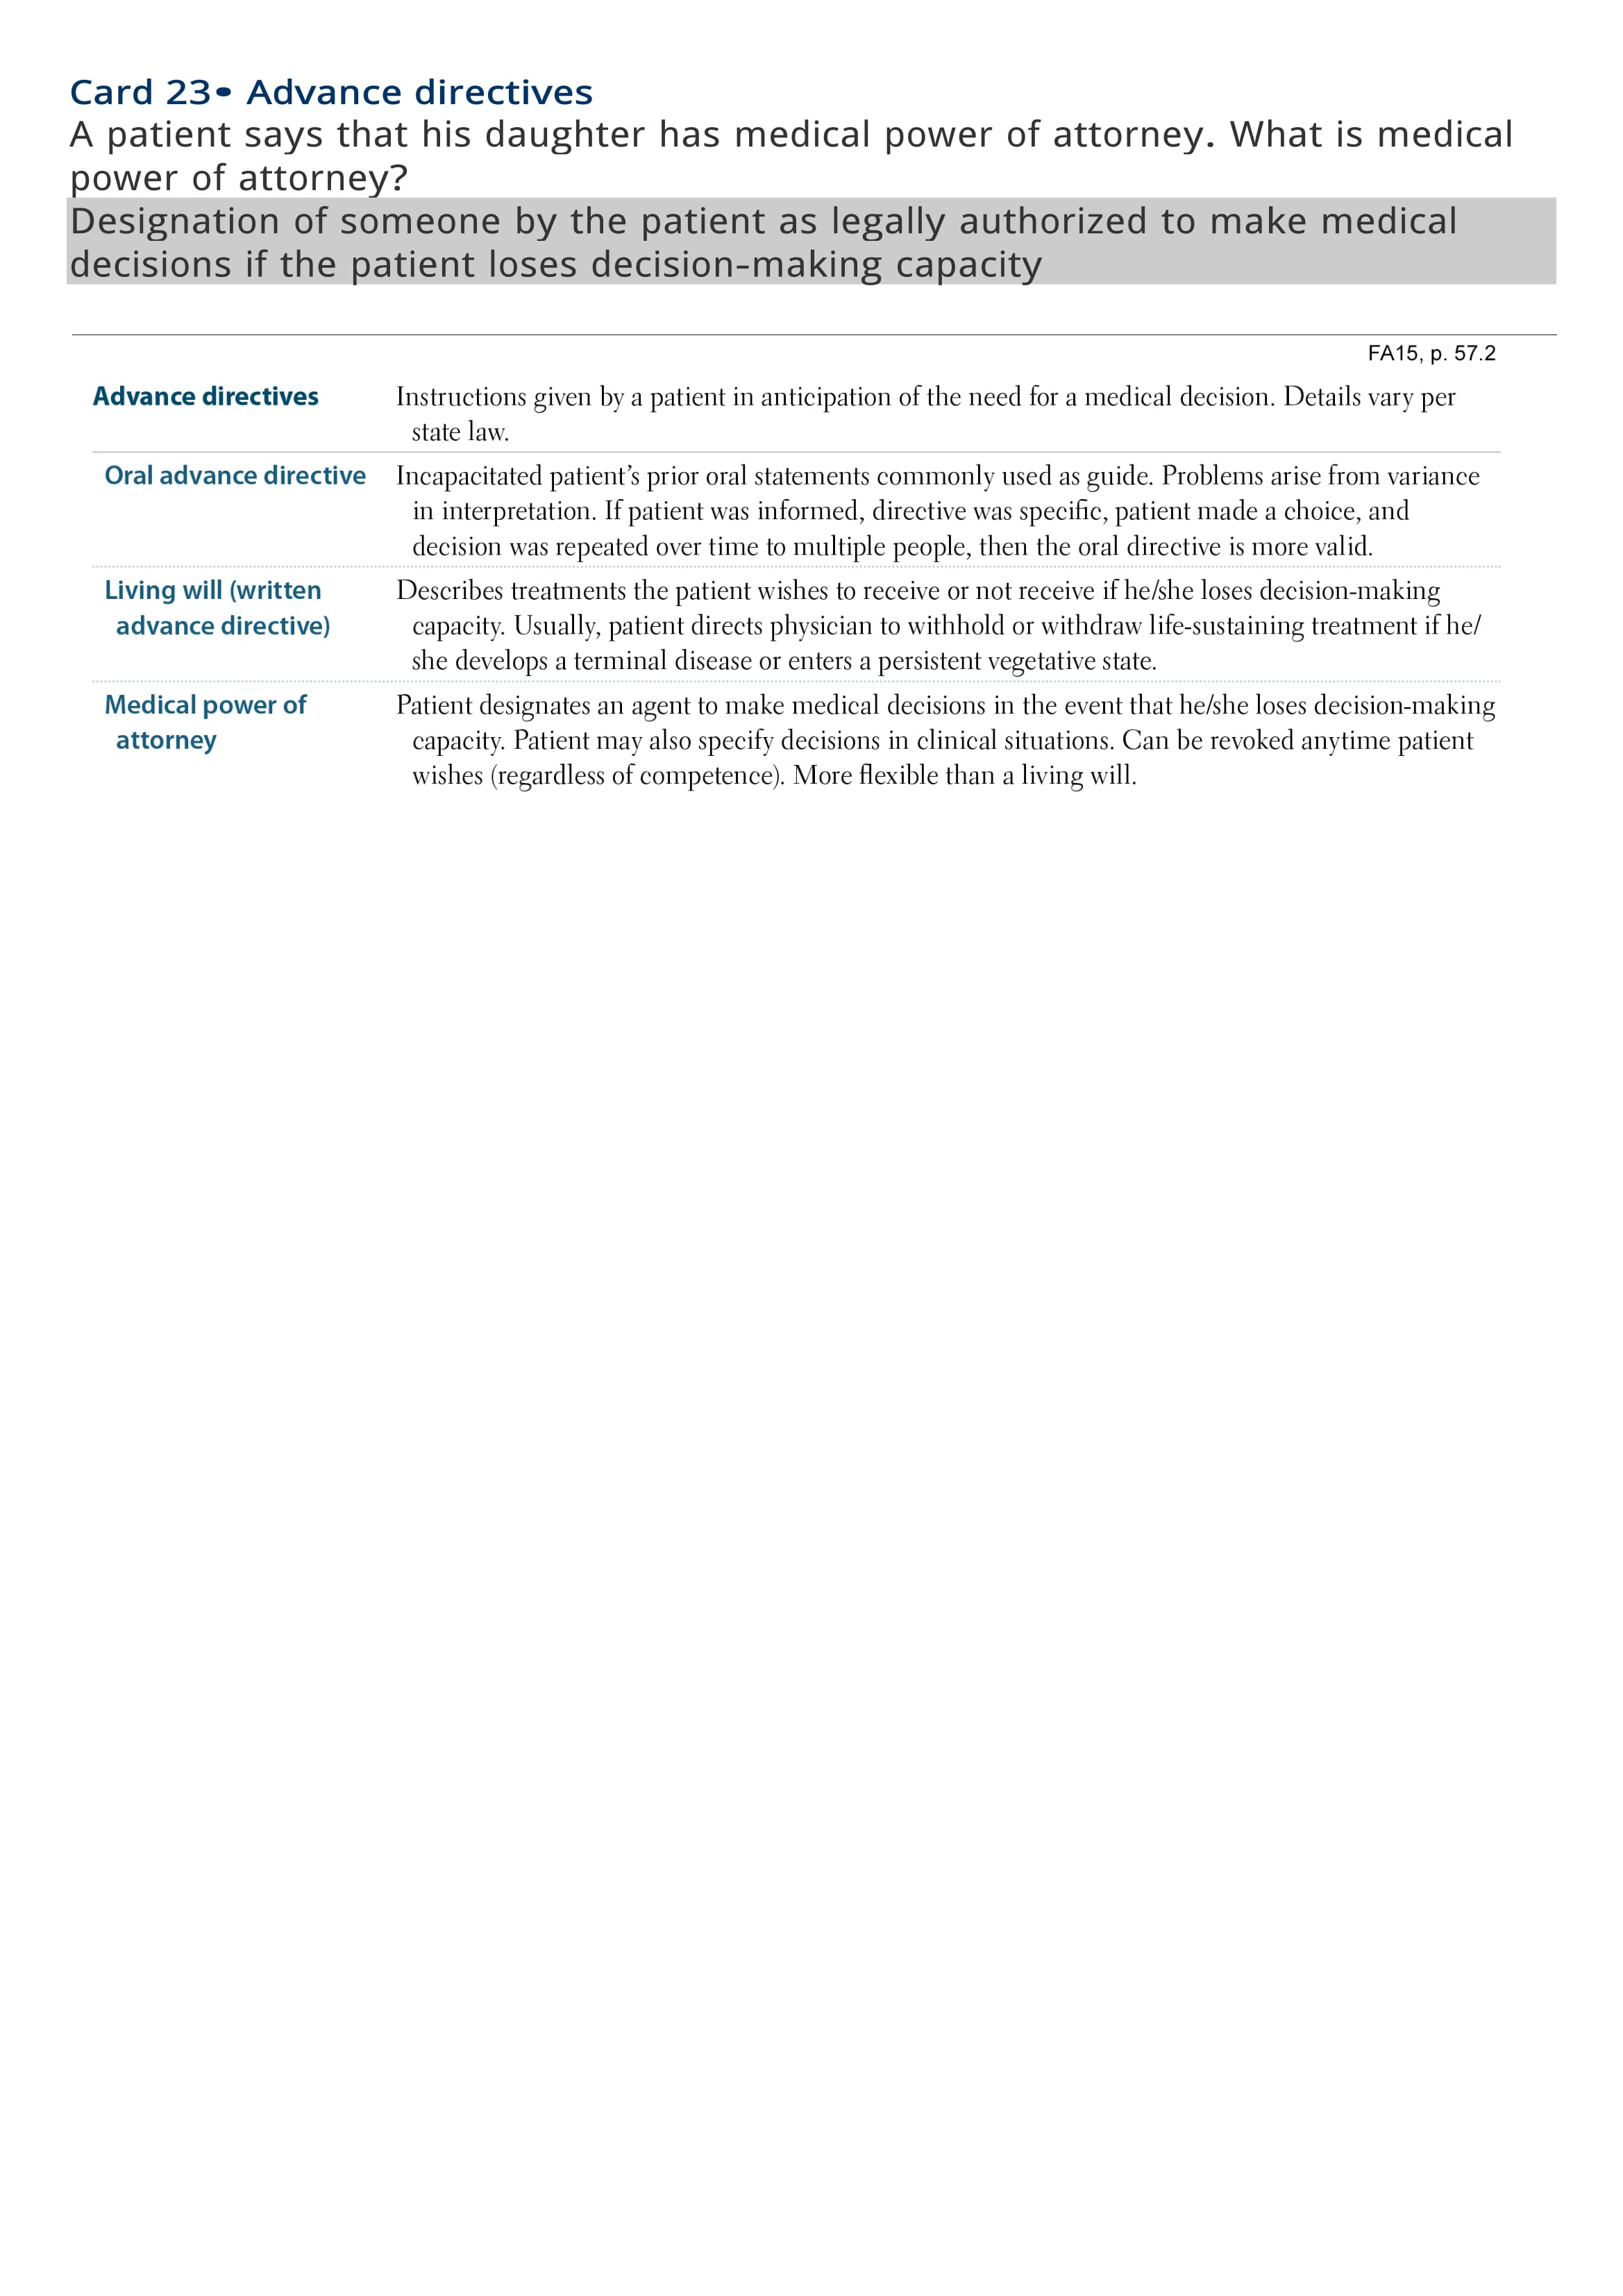 Card 23• Advance directives
A patient says that his daughter has medical power of attorney. What is medical
power of attorney?
Designation of someone by the patient as legally authorized to make medical
decisions if the patient loses decision-making capacity
FA15, p. 57.2
Advance directives
Instructions given by a patient in anticipation of the need for a medical decision. Details vary per
state law.
Oral advance directive
Incapacitated patient’s prior oral statements commonly used as guide. Problems arise from variance
in interpretation. If patient was informed, directive was specific, patient made a choice, and
decision was repeated over time to multiple people, then the oral directive is more valid.
Living will (written
advance directive)
Describes treatments the patient wishes to receive or not receive if he/she loses decision-making
capacity. Usually, patient directs physician to withhold or withdraw life-sustaining treatment if he/
she develops a terminal disease or enters a persistent vegetative state.
Medical power of
attorney
Patient designates an agent to make medical decisions in the event that he/she loses decision-making
capacity. Patient may also specify decisions in clinical situations. Can be revoked anytime patient
wishes (regardless of competence). More flexible than a living will.